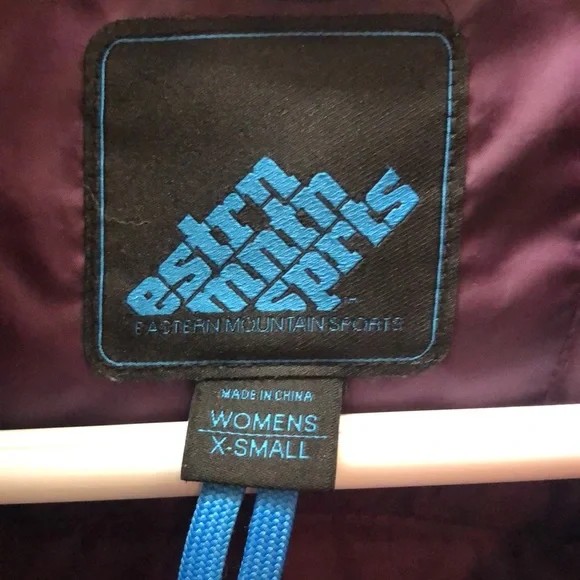 estrn
mntn
sprts
EASTERN MOUNTAIN SPORTS
MADE IN CHINA
WOMENS
X-SMALL